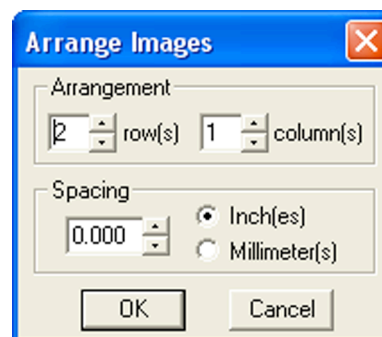 Arrange Images
Arrangement
2 row(s) 1 column(s)
Spacing
0.000
Inch(es)
Millimeter(s)
OK Cancel